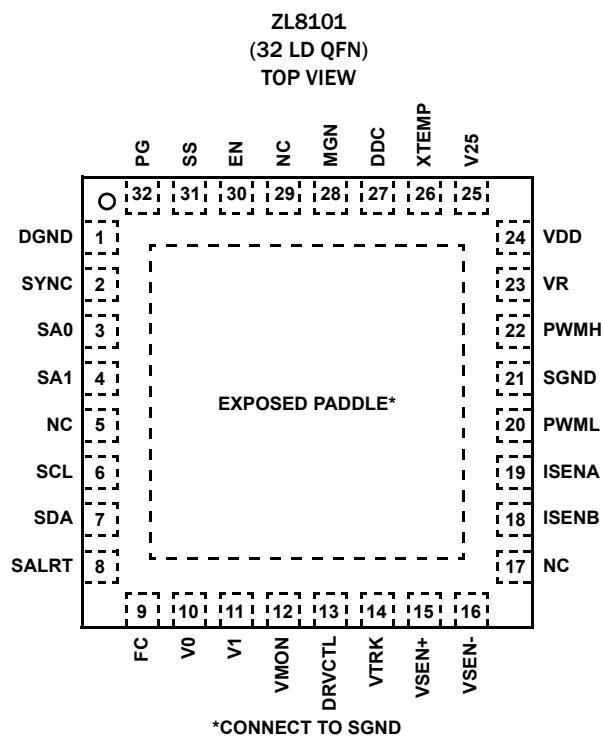 ZL8101
(32 LD QFN)
TOP VIEW
PG
SS
EN
NC
MGN
DDC
XTEMP
V25
32
31
30
29
28
27
26
25
DGND 1
SYNC 2
SA0 3
SA1 4
NC 5
SCL 6
SDA 7
SALRT 8
EXPOSED PADDLE*
24 VDD
23 VR
22 PWMH
21 SGND
20 PWML
19 ISENA
18 ISENB
17 NC
9
10
11
12
13
14
15
16
FC
V0
V1
VMON
DRVCTL
VTRK
VSEN+
VSEN-
*CONNECT TO SGND